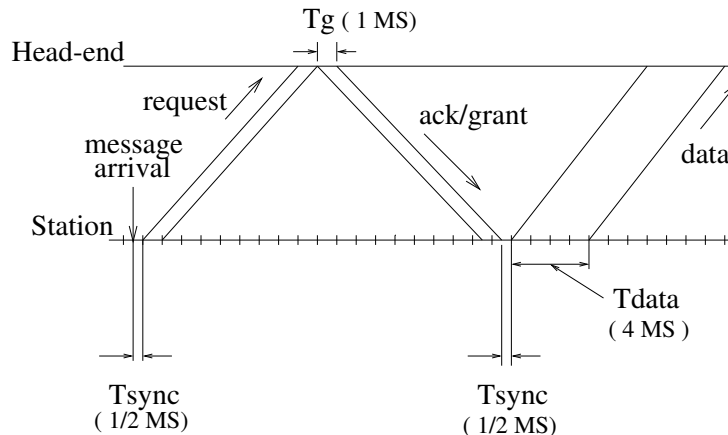 Tg ( 1 MS)
Head-end
request
ack/grant
message
arrival
data
Station
Tdata
( 4 MS )
Tsync
( 1/2 MS)
Tsync
( 1/2 MS)